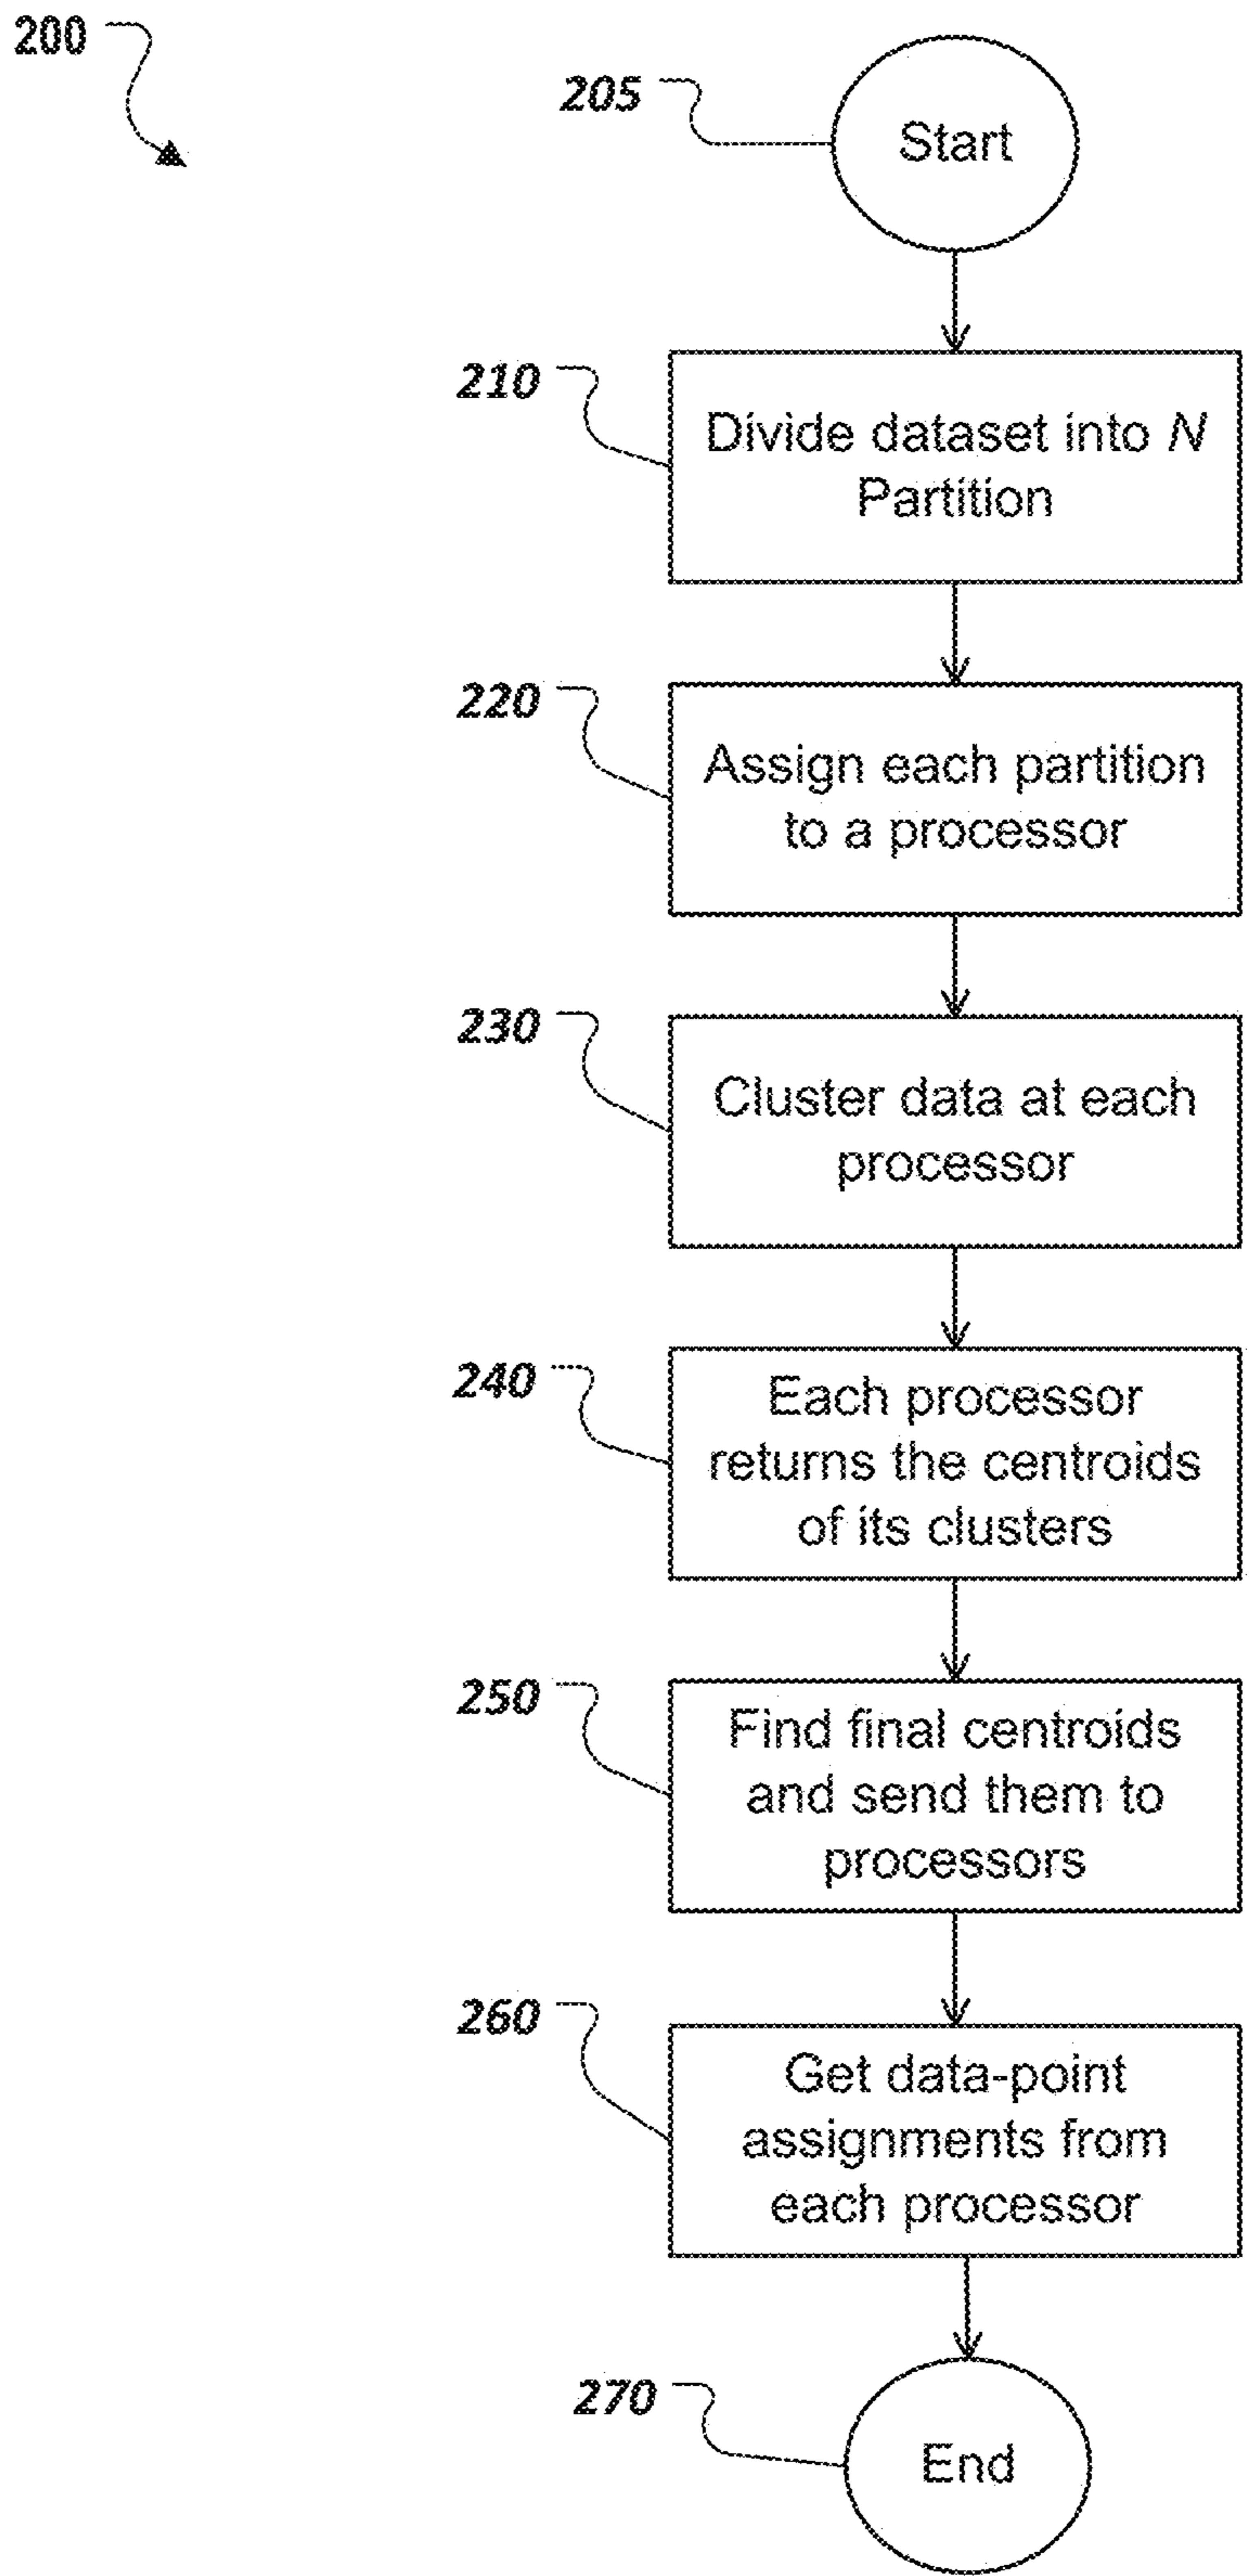 200
205
Start
210
Divide dataset into N
Partition
220
Assign each partition
to a processor
230
Cluster data at each
processor
240
Each processor
returns the centroids
of its clusters
250
Find final centroids
and send them to
processors
260
Get data-point
assignments from
each processor
270
End